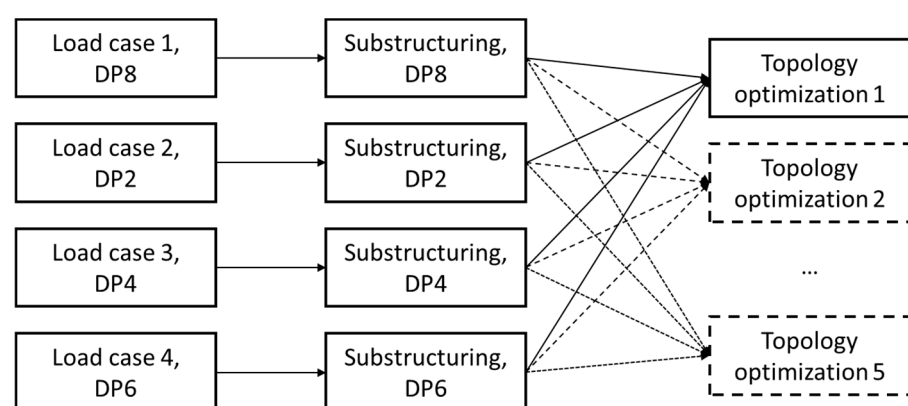 Load case 1,
DP8
Substructuring,
DP8
Topology
optimization 1
Load case 2,
DP2
Substructuring,
DP2
Topology
optimization 2
Load case 3,
DP4
Substructuring,
DP4
...
Load case 4,
DP6
Substructuring,
DP6
Topology
optimization 5